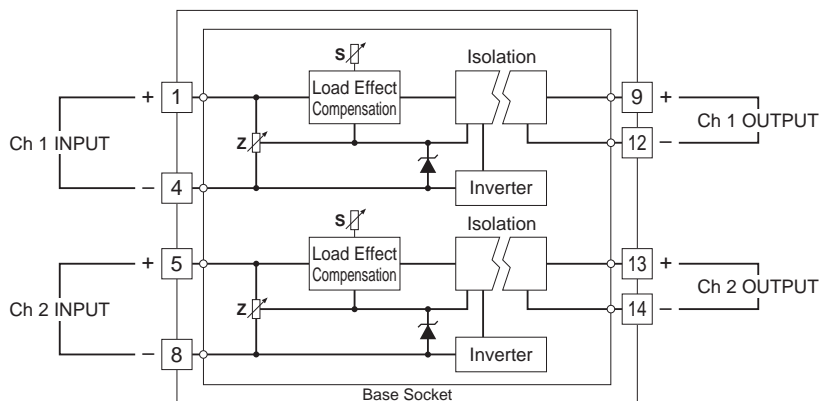 S
Isolation
+ 1
Load Effect
Compensation
9 +
Ch 1 INPUT
Z
Ch 1 OUTPUT
12 –
– 4
Inverter
S
Isolation
+ 5
Load Effect
Compensation
13 +
Ch 2 INPUT
Z
Ch 2 OUTPUT
14 –
– 8
Inverter
Base Socket